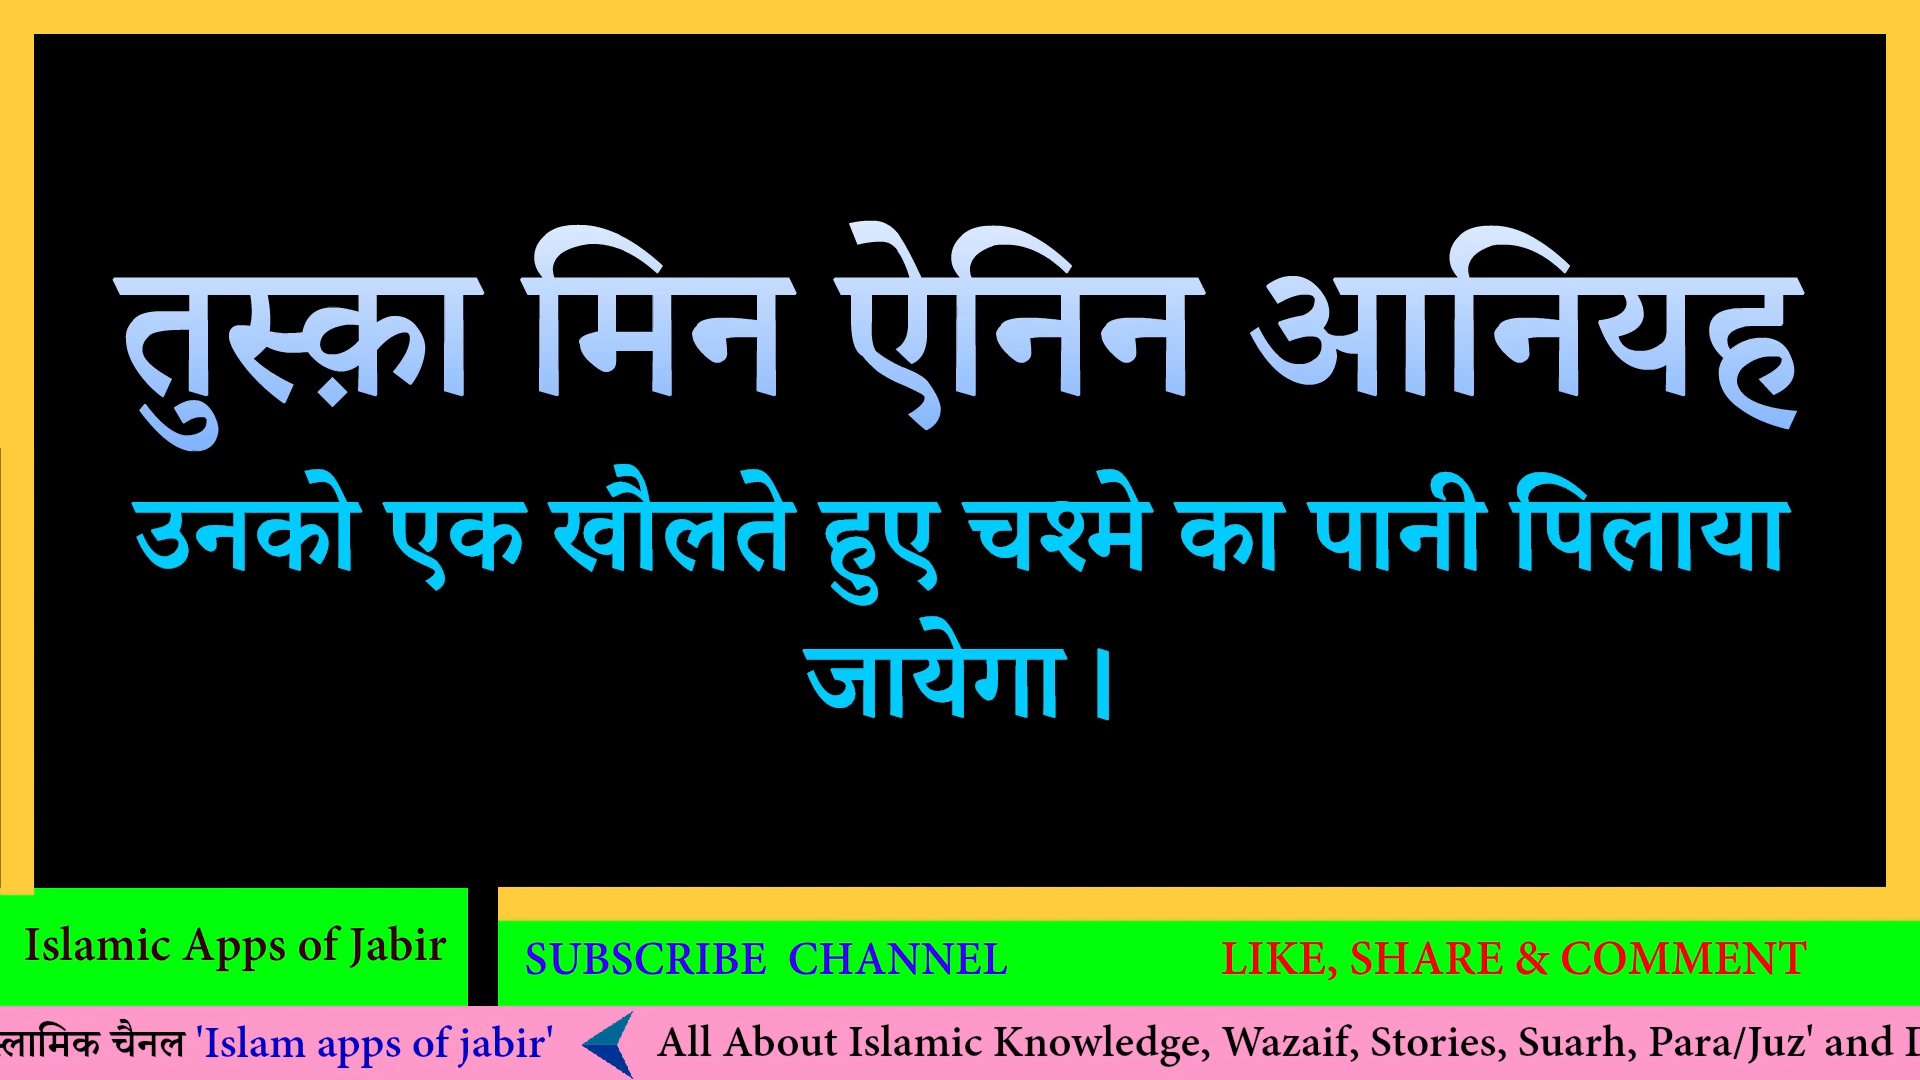 तुस्क़ा मिन ऐनिन आनियह
उनको एक खौलते हुए चश्मे का पानी पिलाया
जायेगा ।
Islamic Apps of Jabir
SUBSCRIBE CHANNEL
LIKE, SHARE & COMMENT
चैनल 'Islam apps of jabir' All About Islamic Knowledge, Wazaif, Stories, Suarh, Para/Juz' and